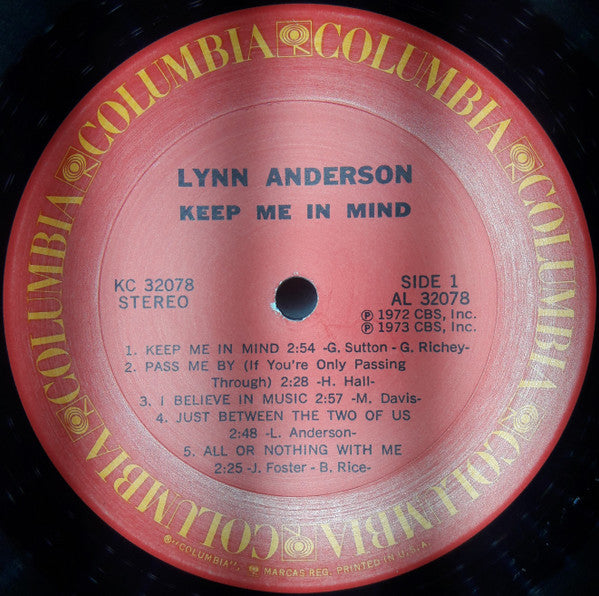 COLUMBIA COLUMBIA COLUMBIA COLUMBIA COLUMBIA COLUMBIA
LYNN ANDERSON
KEEP ME IN MIND
KC 32078
STEREO
SIDE 1
AL 32078
Ⓟ 1972 CBS, Inc.
Ⓟ 1973 CBS, Inc.
1. KEEP ME IN MIND 2:54 -G. Sutton - G. Richey-
2. PASS ME BY (If You're Only Passing
Through) 2:28 -H. Hall-
3. I BELIEVE IN MUSIC 2:57 -M. Davis-
4. JUST BETWEEN THE TWO OF US
2:48 -L. Anderson-
5. ALL OR NOTHING WITH ME
2:25 -J. Foster - B. Rice-
®"COLUMBIA", MARCAS REG. PRINTED IN U.S.A.